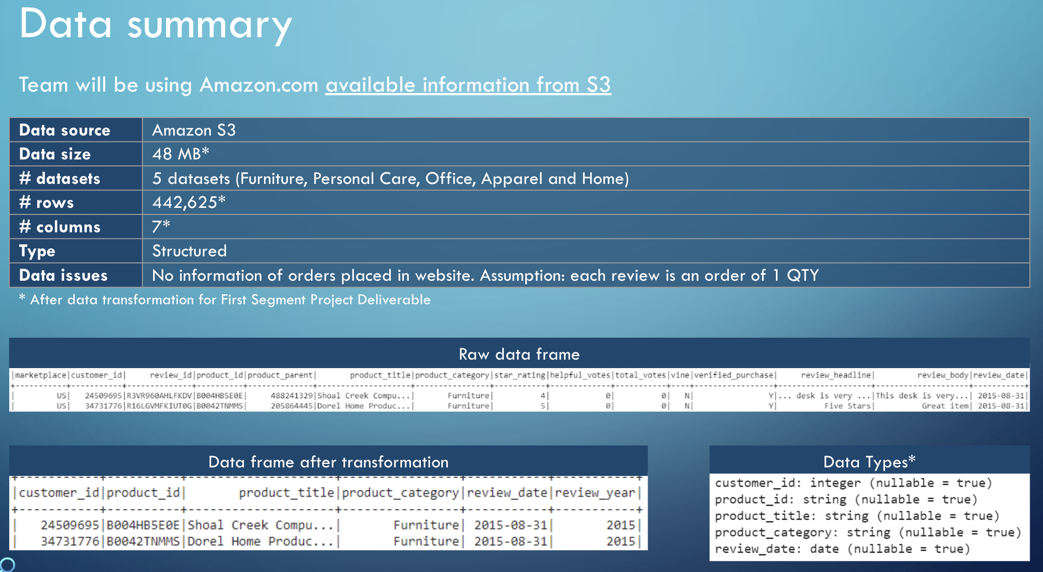 Data summary
Team will be using Amazon.com available information from S3
Data source Amazon S3
Data size 48 MB*
# datasets 5 datasets (Furniture, Personal Care, Office, Apparel and Home)
# rows 442,625*
# columns 7*
Type Structured
Data issues No information of orders placed in website. Assumption: each review is an order of 1 QTY
* After data transformation for First Segment Project Deliverable
Raw data frame
|marketplace|customer_id| review_id|product_id|product_parent| product_title|product_category|star_rating|helpful_votes|total_votes|vine|verified_purchase| review_headline| review_body|review_date|
| US| 24509695|R3VR960AHLFKDV|B004HB5E0E| 488241329|Shoal Creek Compu...| Furniture| 4| 0| 0| N| Y|... desk is very ...|This desk is very...| 2015-08-31|
| US| 34731776|R16LGVMFKIUT0G|B0042TNMMS| 205864445|Dorel Home Produc...| Furniture| 5| 0| 0| N| Y| Five Stars| Great item| 2015-08-31|
Data frame after transformation
|customer_id|product_id| product_title|product_category|review_date|review_year|
| 24509695|B004HB5E0E|Shoal Creek Compu...| Furniture| 2015-08-31| 2015|
| 34731776|B0042TNMMS|Dorel Home Produc...| Furniture| 2015-08-31| 2015|
Data Types*
customer_id: integer (nullable = true)
product_id: string (nullable = true)
product_title: string (nullable = true)
product_category: string (nullable = true)
review_date: date (nullable = true)